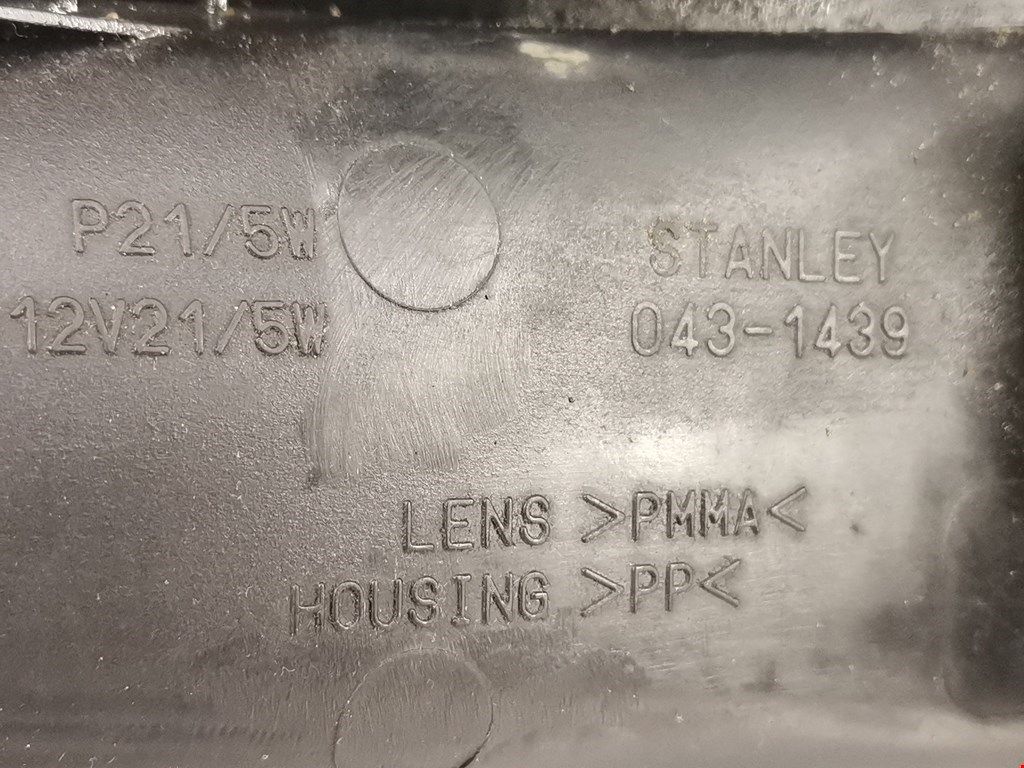 P21/5W
12V21/5W
STANLEY
043-1439
LENS >PMMA<
HOUSING >PP<